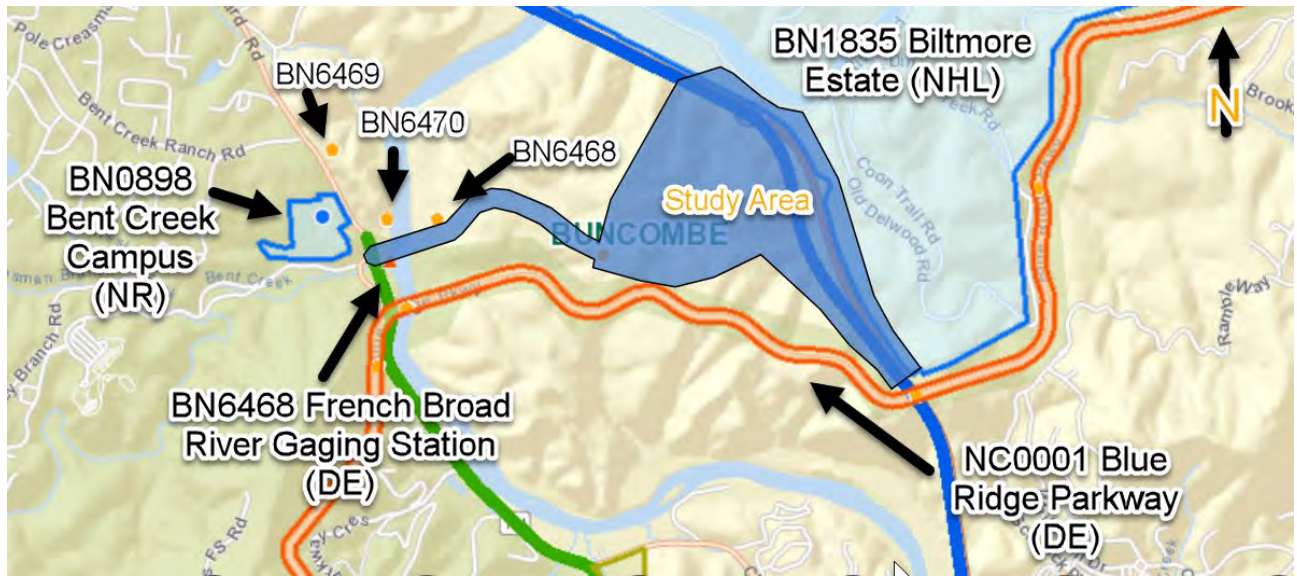 Pole Creasman
BN6469
BN6470
BN6468
BN1835 Biltmore
Estate (NHL)
N
Bent Creek Ranch Rd
BN0898
Bent Creek
Campus
(NR)
Study Area
BUNCOMBE
Coon Trail Rd
Old Delwood Rd
Bent Creek
Ramble Way
BN6468 French Broad
River Gaging Station
(DE)
NC0001 Blue
Ridge Parkway
(DE)